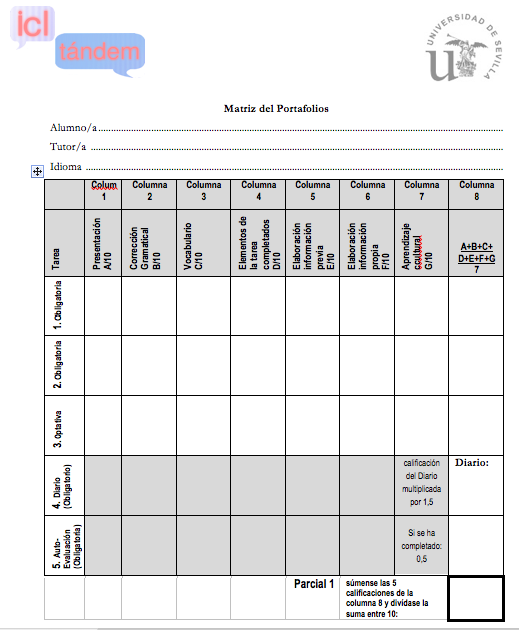 icl
tándem
UNIVERSIDAD DE SEVILLA
Matriz del Portafolios
Alumno/a
Tutor/a
Idioma
Colum
1
Columna
2
Columna
3
Columna
4
Columna
5
Columna
6
Columna
7
Columna
8
Tarea
Presentación
A/10
Corrección
Gramatical
B/10
Vocabulario
C/10
Elementos de
la tarea
completados
D/10
Elaboración
información
previa
E/10
Elaboración
información
propia
F/10
Aprendizaje
ccultural
G/10
A+B+C+
D+E+F+G
7
1. Obligatoria
2. Obligatoria
3. Optativa
4. Diario
(Obligatorio)
calificación
del Diario
multiplicada
por 1,5
Diario:
5. Auto-
Evaluación
(Obligatoria)
Si se ha
completado:
0,5
Parcial 1
súmense las 5
calificaciones de la
columna 8 y divídase la
suma entre 10: